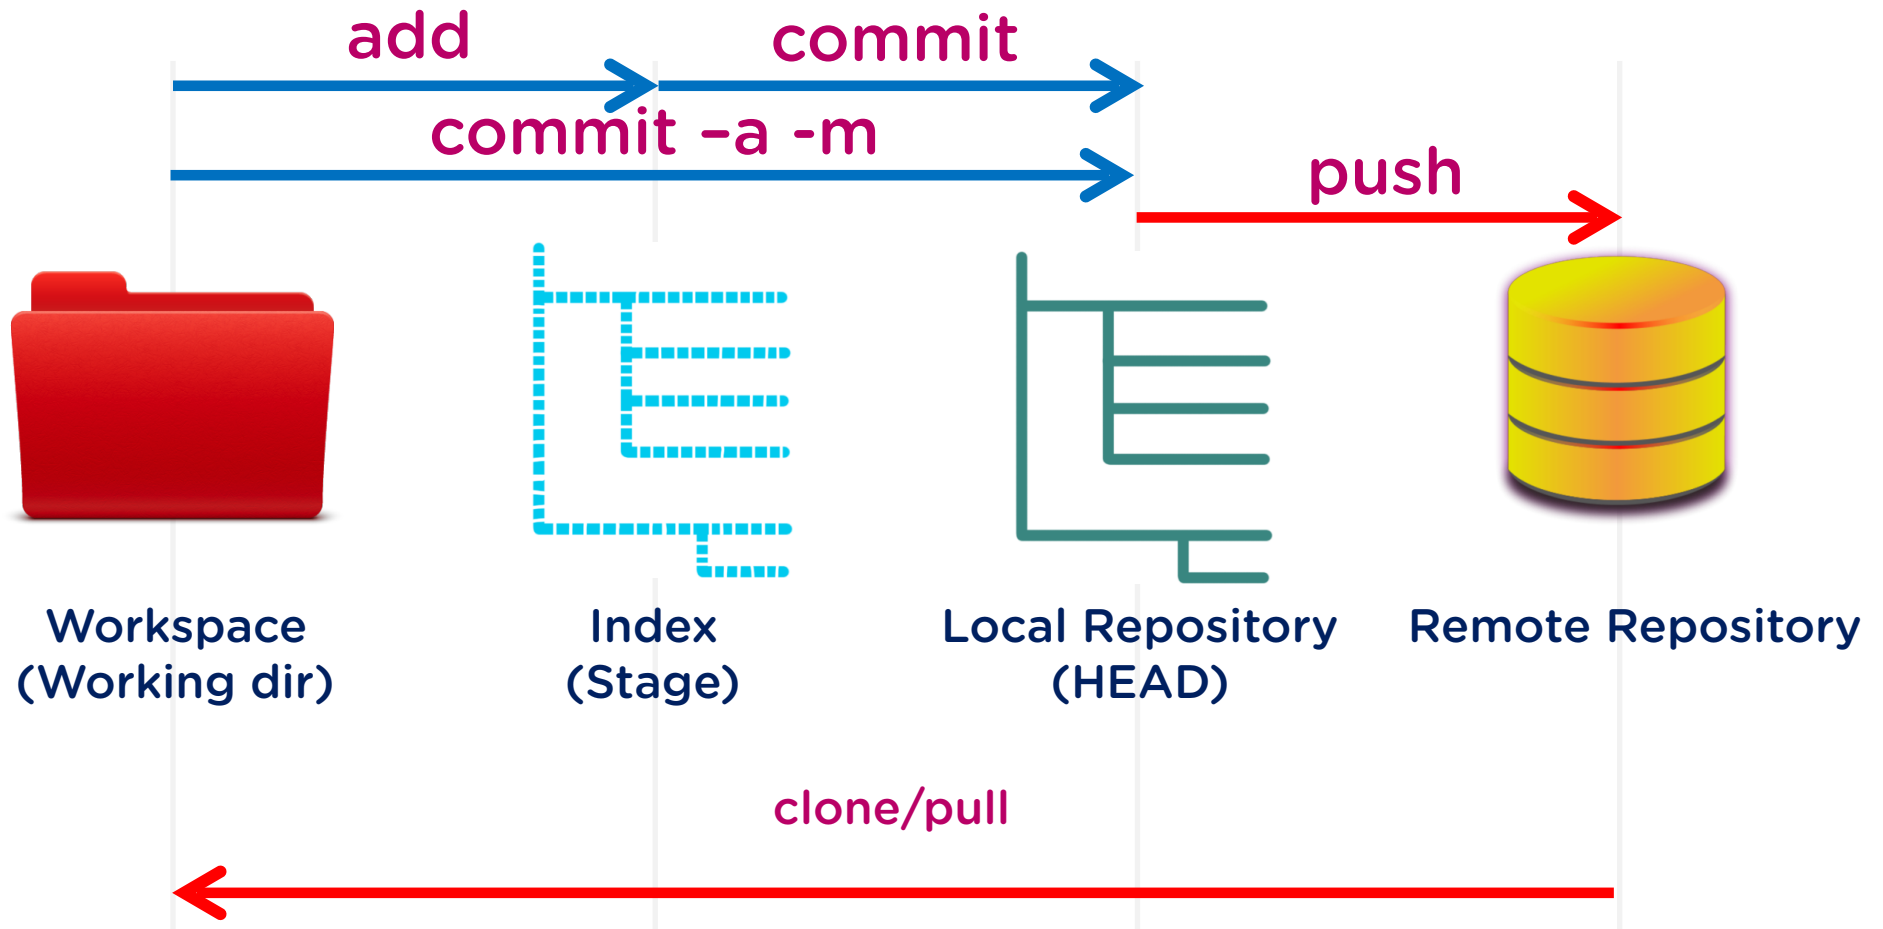 add
commit
commit –a -m
push
Workspace
(Working dir)
Index
(Stage)
Local Repository
(HEAD)
Remote Repository
clone/pull